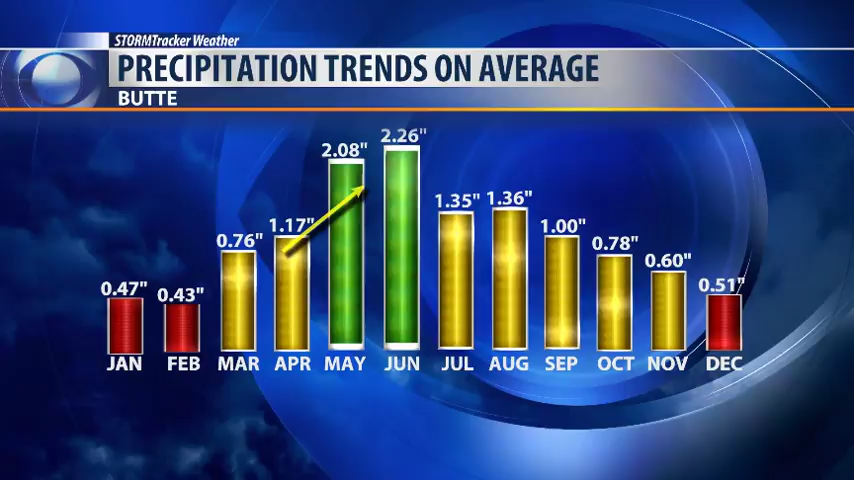 STORMTracker Weather
PRECIPITATION TRENDS ON AVERAGE
BUTTE
0.47" 0.43" 0.76" 1.17" 2.08" 2.26" 1.35" 1.36" 1.00" 0.78" 0.60" 0.51"
JAN FEB MAR APR MAY JUN JUL AUG SEP OCT NOV DEC